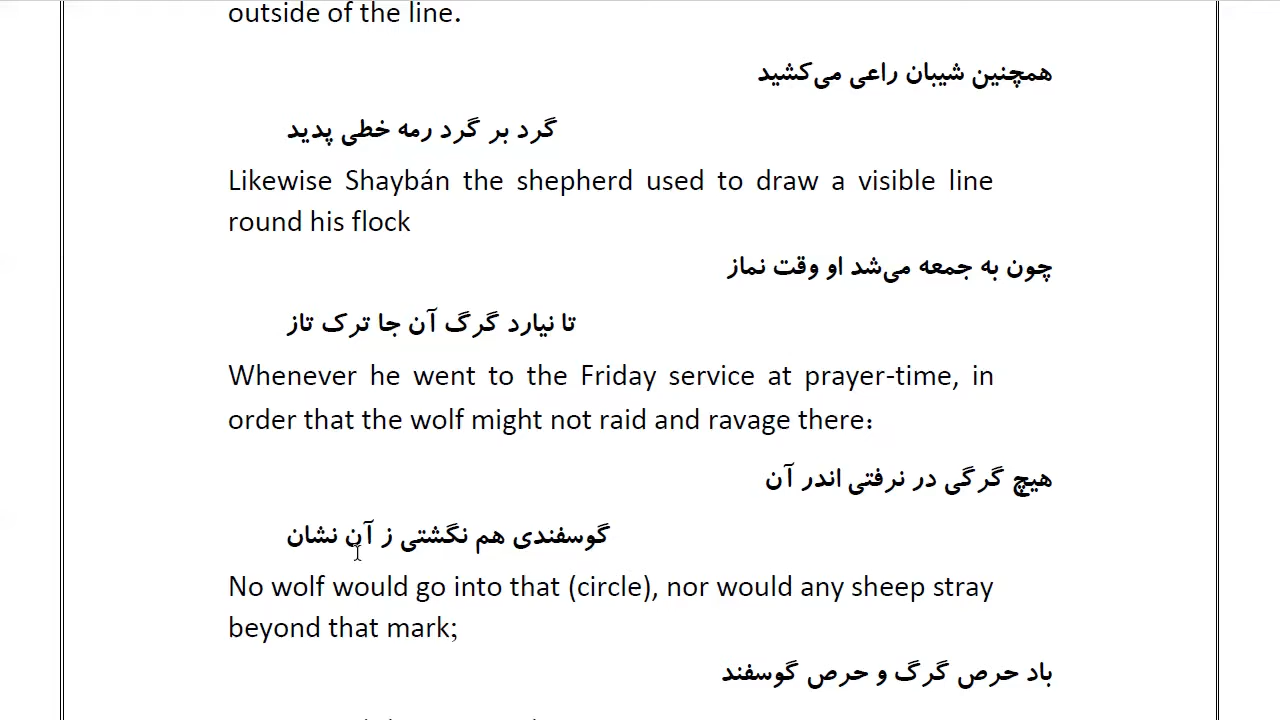 outside of the line.
همچنین شیبان راعی می‌کشید
گرد بر گرد رمه خطی پدید
Likewise Shaybán the shepherd used to draw a visible line
round his flock
چون به جمعه می‌شد او وقت نماز
تا نیارد گرگ آن جا ترک تاز
Whenever he went to the Friday service at prayer-time, in
order that the wolf might not raid and ravage there:
هیچ گرگی در نرفتی اندر آن
گوسفندی هم نگشتی ز آن نشان
No wolf would go into that (circle), nor would any sheep stray
beyond that mark;
باد حرص گرگ و حرص گوسفند